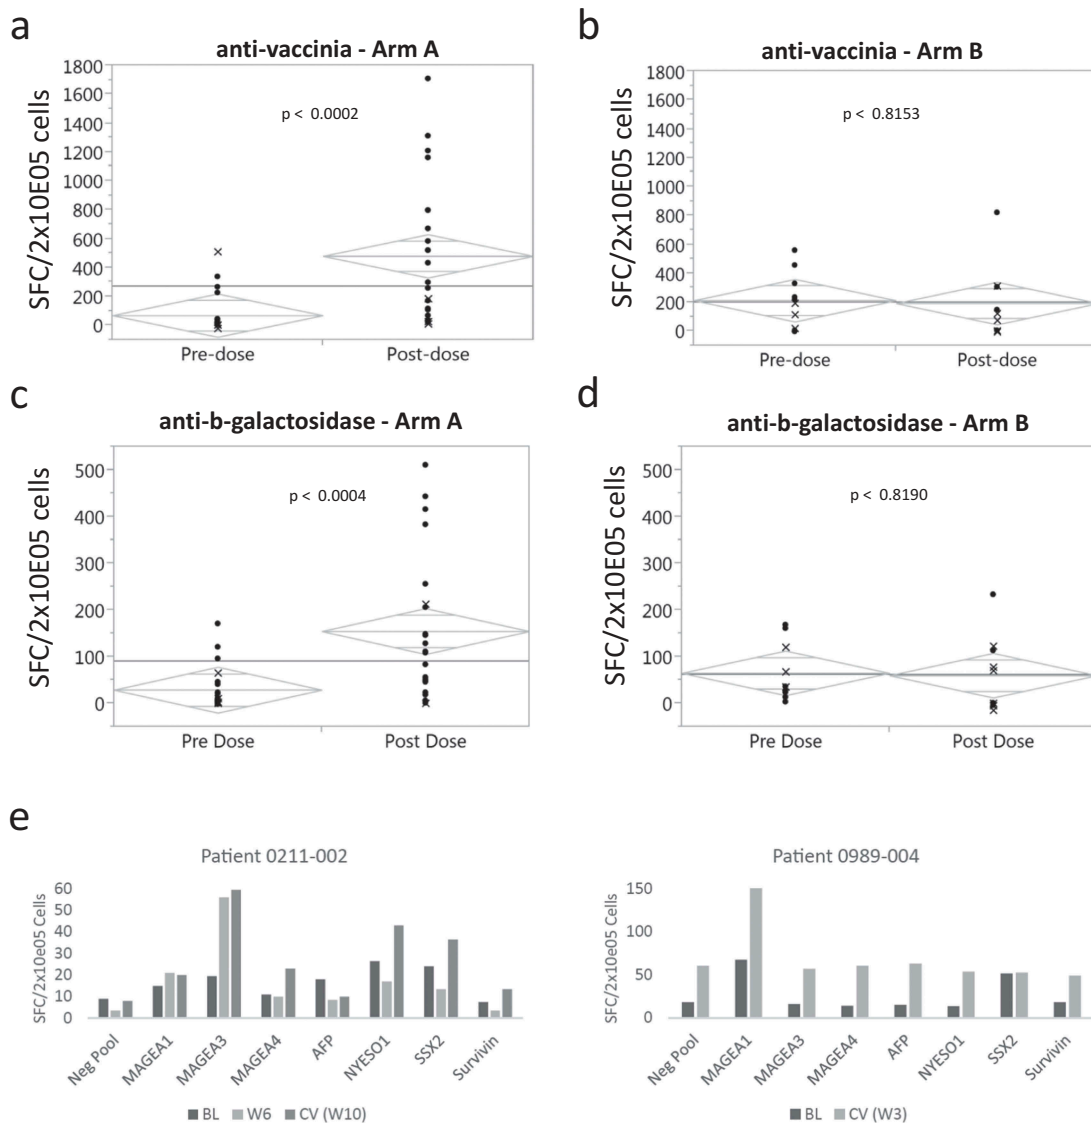 a
anti-vaccinia - Arm A
SFC/2x10E05 cells
1800
1600
1400
1200
1000
800
600
400
200
0
p < 0.0002
Pre-dose
Post-dose
b
anti-vaccinia - Arm B
SFC/2x10E05 cells
1800
1600
1400
1200
1000
800
600
400
200
0
p < 0.8153
Pre-dose
Post-dose
c
anti-b-galactosidase - Arm A
SFC/2x10E05 cells
500
400
300
200
100
0
p < 0.0004
Pre Dose
Post Dose
d
anti-b-galactosidase - Arm B
SFC/2x10E05 cells
500
400
300
200
100
0
p < 0.8190
Pre Dose
Post Dose
e
Patient 0211-002
SFC/2x10e05 Cells
60
50
40
30
20
10
0
Neg Pool
MAGEA1
MAGEA3
MAGEA4
AFP
NYESO1
SSX2
Survivin
BL W6 CV (W10)
Patient 0989-004
SFC/2x10e05 Cells
150
100
50
0
Neg Pool
MAGEA1
MAGEA3
MAGEA4
AFP
NYESO1
SSX2
Survivin
BL CV (W3)